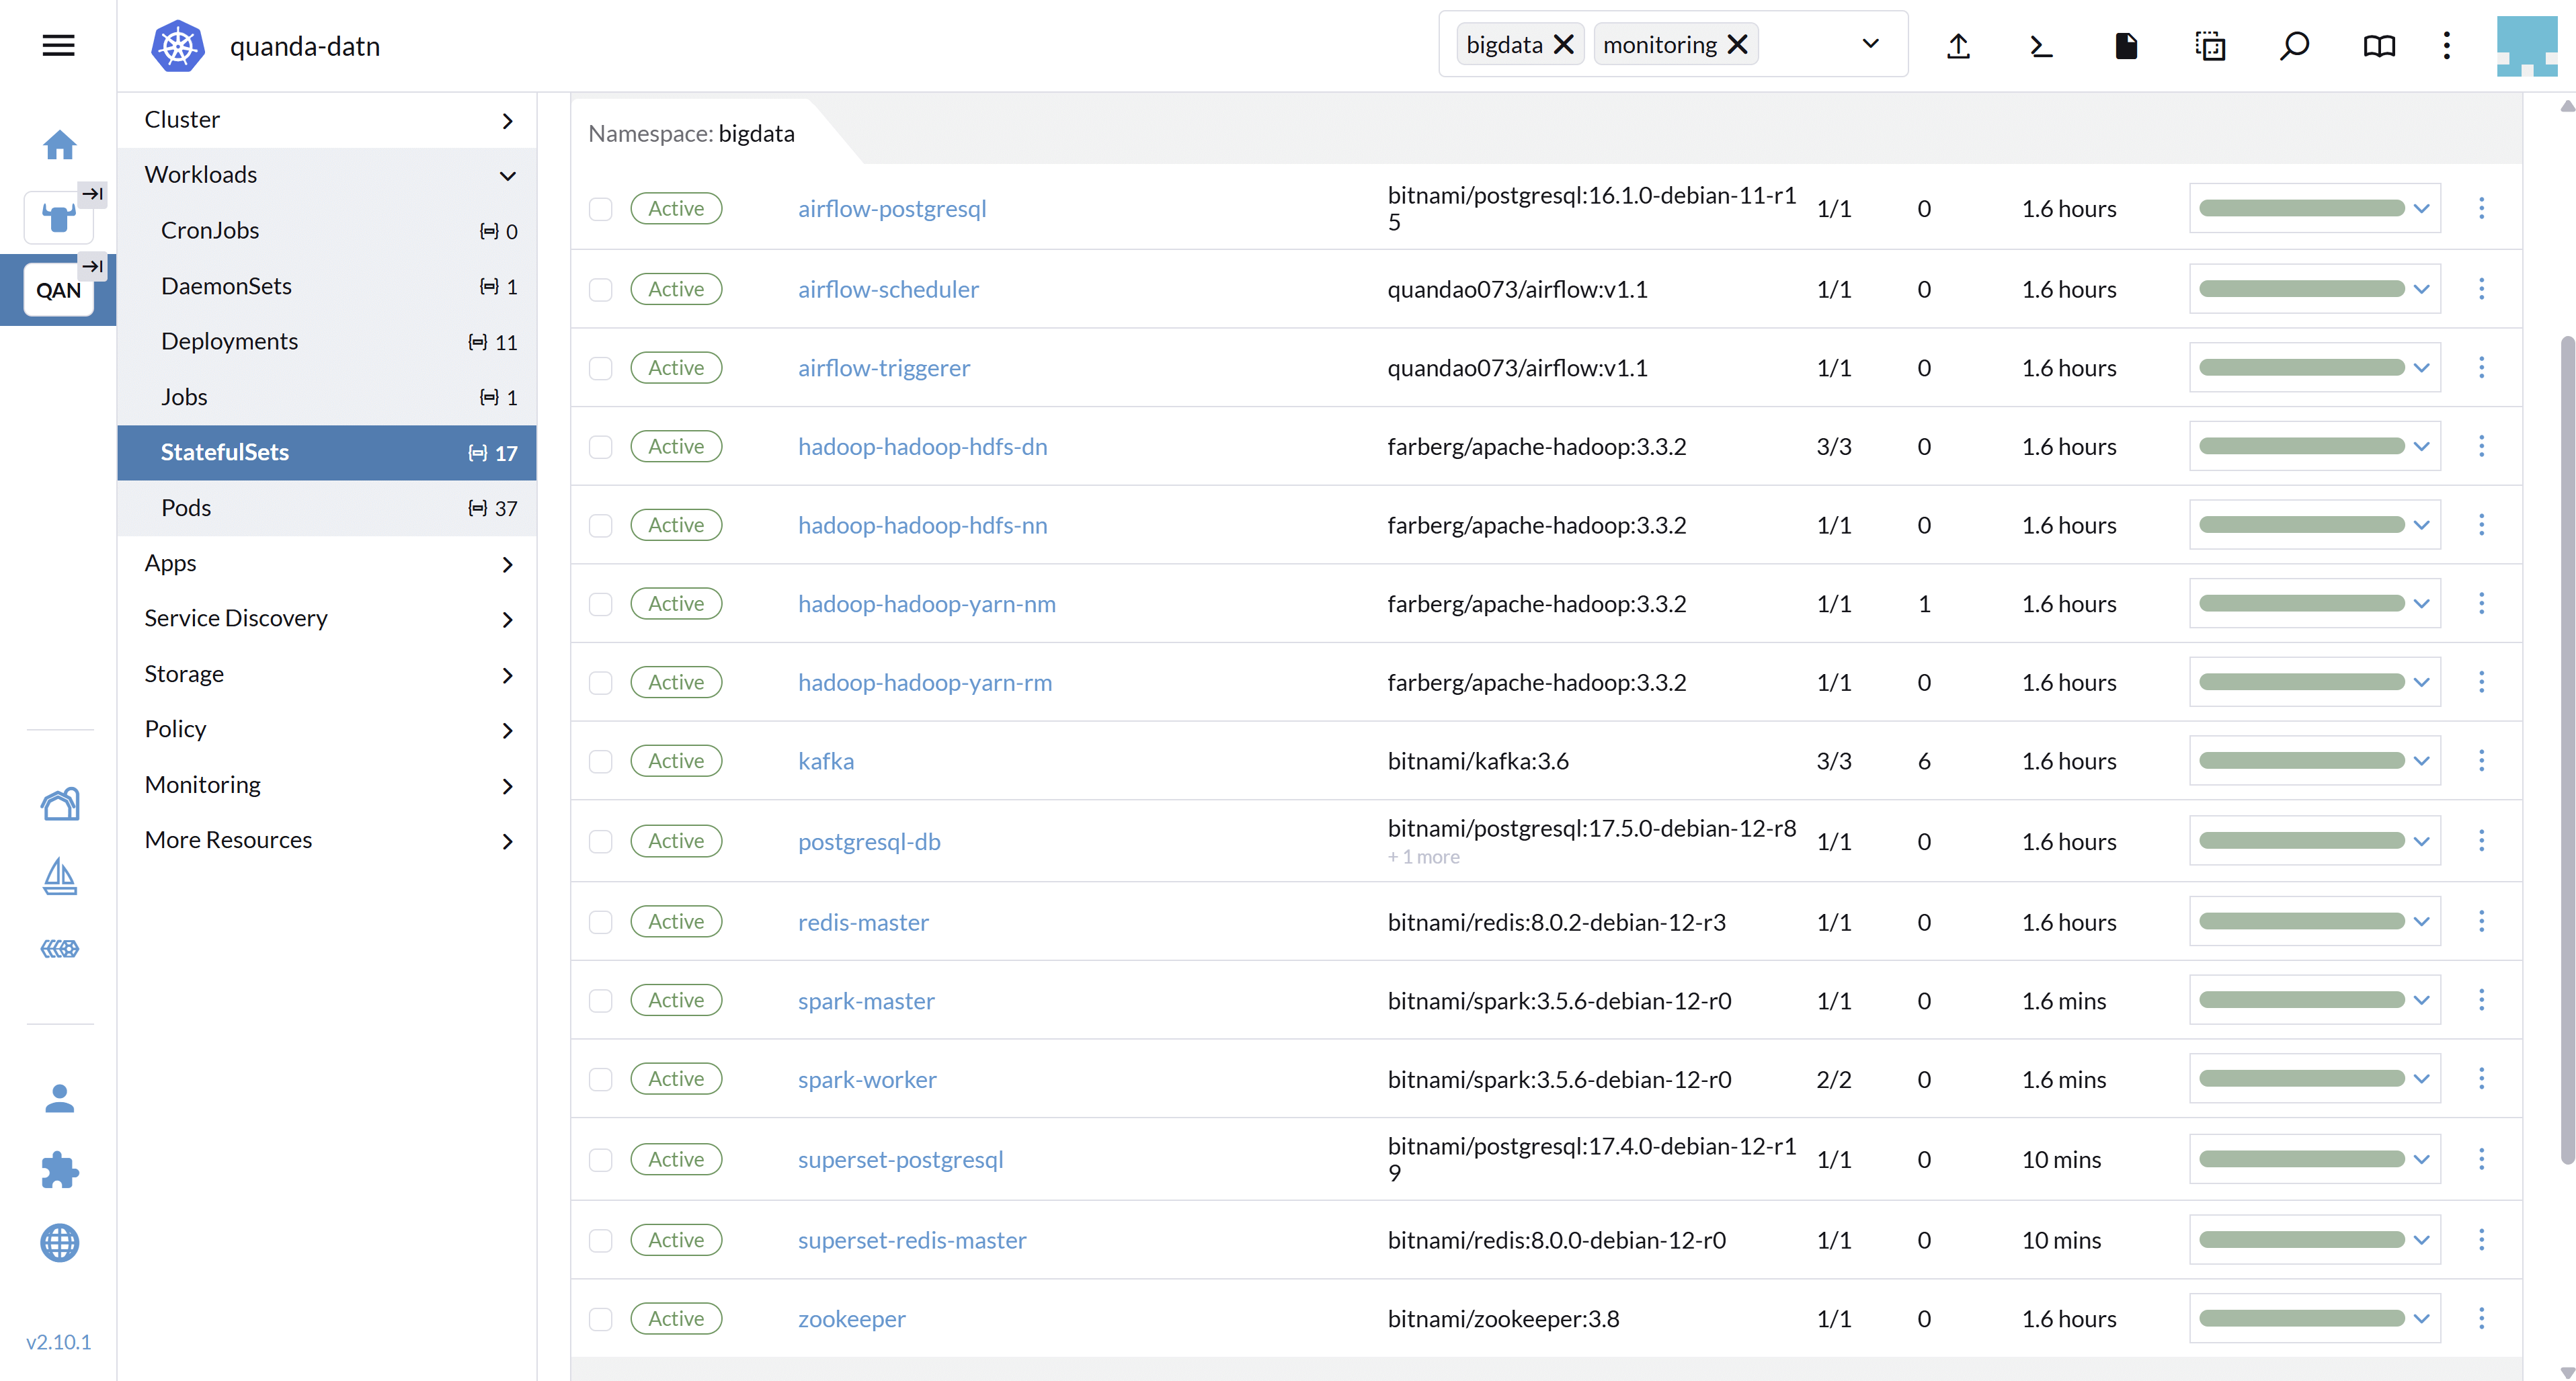 quanda-datn
bigdata
monitoring
QAN
v2.10.1
Cluster
Workloads
CronJobs 0
DaemonSets 1
Deployments 11
Jobs 1
StatefulSets 17
Pods 37
Apps
Service Discovery
Storage
Policy
Monitoring
More Resources
Namespace: bigdata
Active airflow-postgresql bitnami/postgresql:16.1.0-debian-11-r1 1/1 0 1.6 hours
5
Active airflow-scheduler quandao073/airflow:v1.1 1/1 0 1.6 hours
Active airflow-triggerer quandao073/airflow:v1.1 1/1 0 1.6 hours
Active hadoop-hadoop-hdfs-dn farberg/apache-hadoop:3.3.2 3/3 0 1.6 hours
Active hadoop-hadoop-hdfs-nn farberg/apache-hadoop:3.3.2 1/1 0 1.6 hours
Active hadoop-hadoop-yarn-nm farberg/apache-hadoop:3.3.2 1/1 1 1.6 hours
Active hadoop-hadoop-yarn-rm farberg/apache-hadoop:3.3.2 1/1 0 1.6 hours
Active kafka bitnami/kafka:3.6 3/3 6 1.6 hours
Active postgresql-db bitnami/postgresql:17.5.0-debian-12-r8 1/1 0 1.6 hours
+ 1 more
Active redis-master bitnami/redis:8.0.2-debian-12-r3 1/1 0 1.6 hours
Active spark-master bitnami/spark:3.5.6-debian-12-r0 1/1 0 1.6 mins
Active spark-worker bitnami/spark:3.5.6-debian-12-r0 2/2 0 1.6 mins
Active superset-postgresql bitnami/postgresql:17.4.0-debian-12-r1 1/1 0 10 mins
9
Active superset-redis-master bitnami/redis:8.0.0-debian-12-r0 1/1 0 10 mins
Active zookeeper bitnami/zookeeper:3.8 1/1 0 1.6 hours